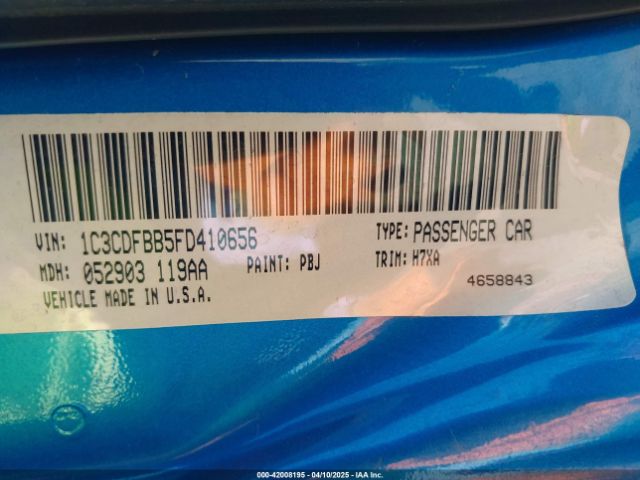 VIN: 1C3CDFBB5FD410656 TYPE: PASSENGER CAR
MDH: 052903 119AA PAINT: PBJ TRIM: H7XA
VEHICLE MADE IN U.S.A. 4658843
000-42008195 - 04/10/2025 - IAA Inc.